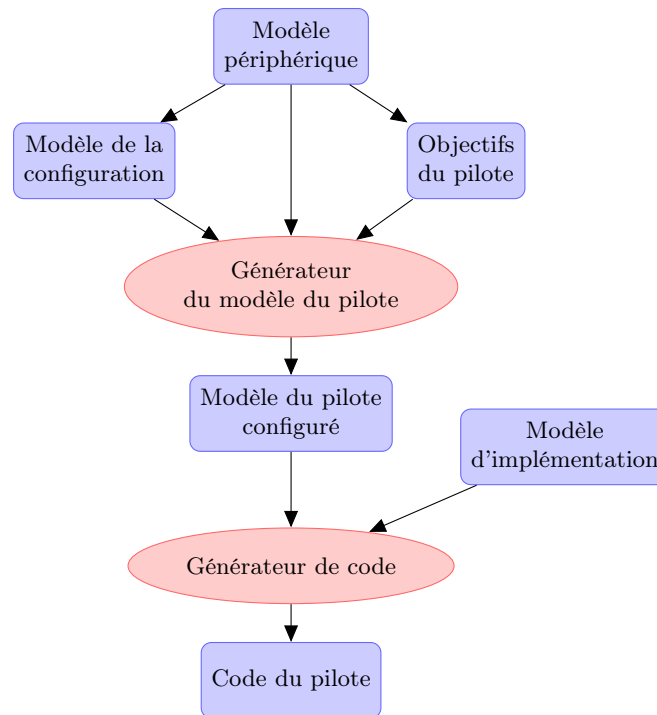 Modèle
périphérique
Modèle de la
configuration
Objectifs
du pilote
Générateur
du modèle du pilote
Modèle du pilote
configuré
Modèle
d'implémentation
Générateur de code
Code du pilote